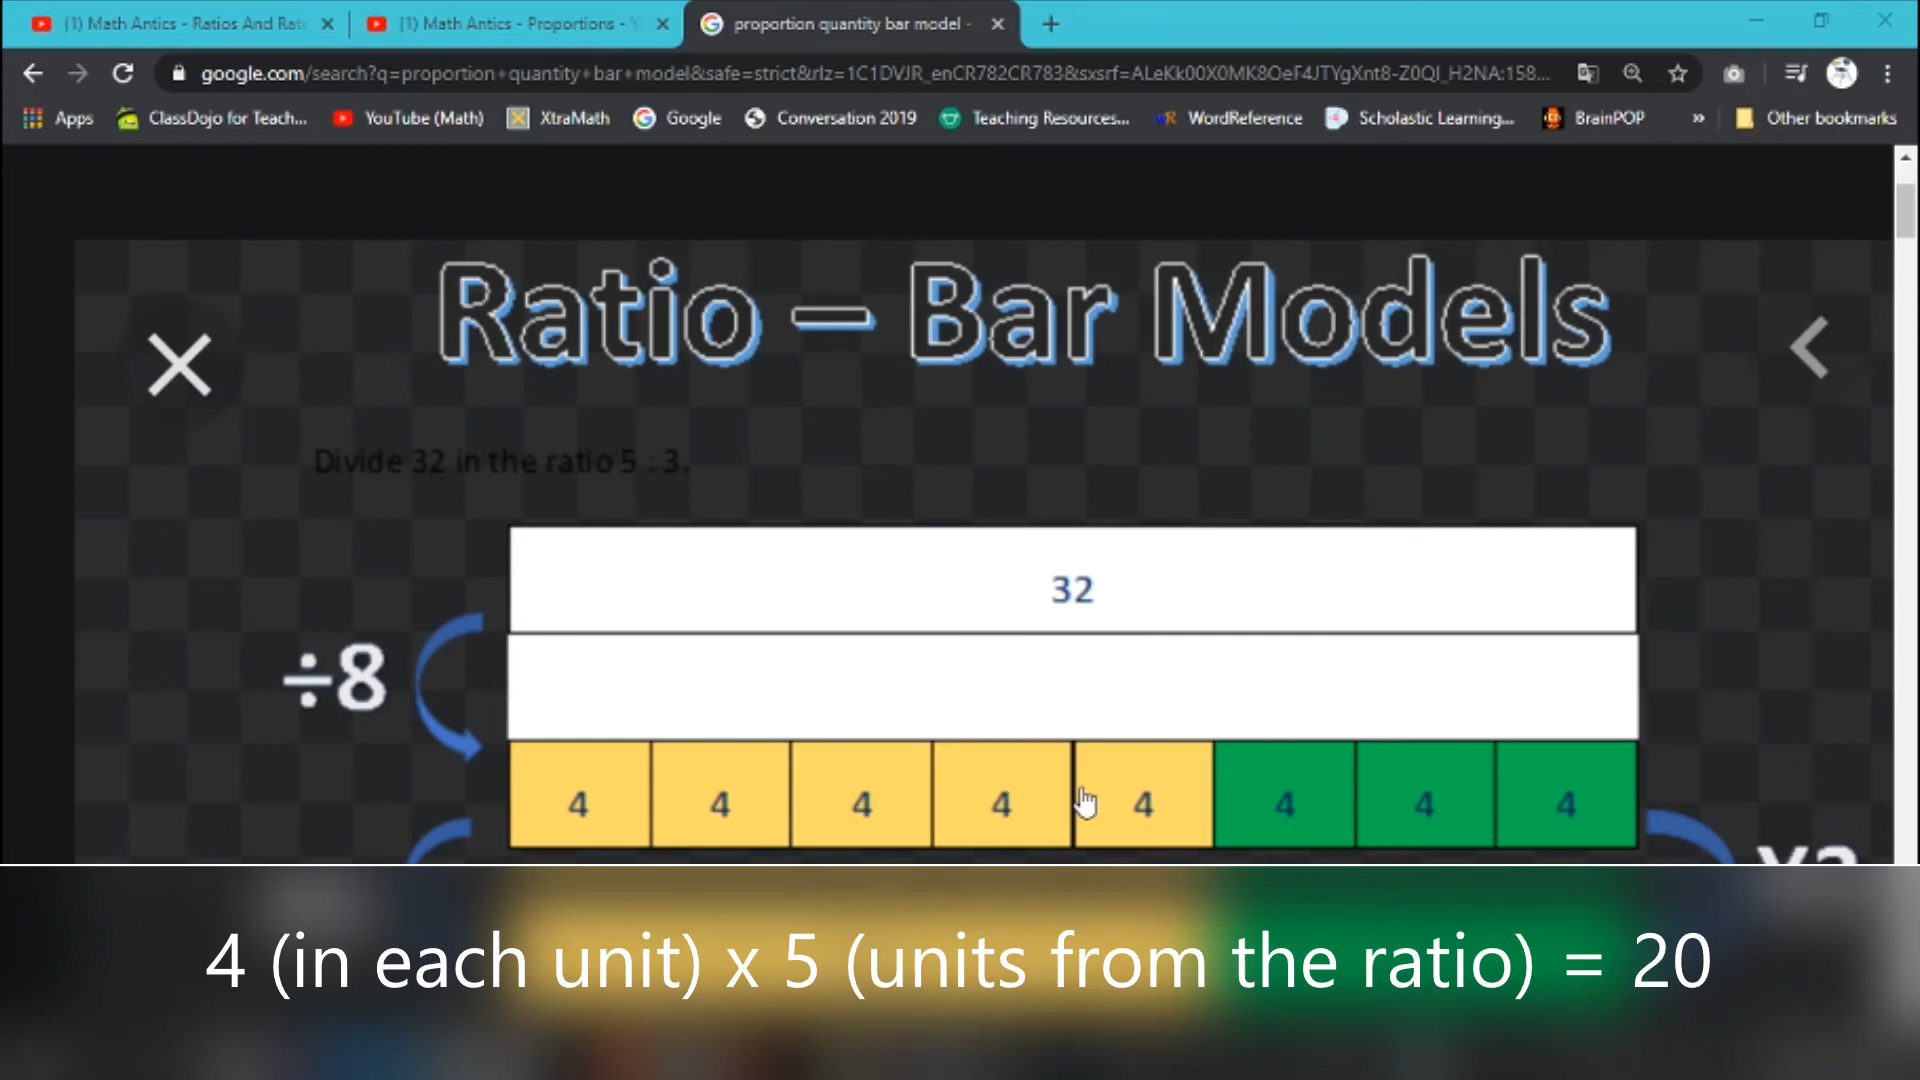 (1) Math Antics - Ratios And Rat
(1) Math Antics - Proportions -
proportion quantity bar model -
google.com/search?q=proportion+quantity+bar+model&safe=strict&rlz=1C1DVJR_enCR782CR783&sxsrf=ALeKk00X0MK8OeF4JTYgXnt8-Z0QI_H2NA:158...
Apps ClassDojo for Teach... YouTube (Math) XtraMath Google Conversation 2019 Teaching Resources... WordReference Scholastic Learning... BrainPOP » Other bookmarks
Ratio – Bar Models
Divide 32 in the ratio 5 : 3.
32
÷8
4 4 4 4 4 4 4 4
4 (in each unit) x 5 (units from the ratio) = 20